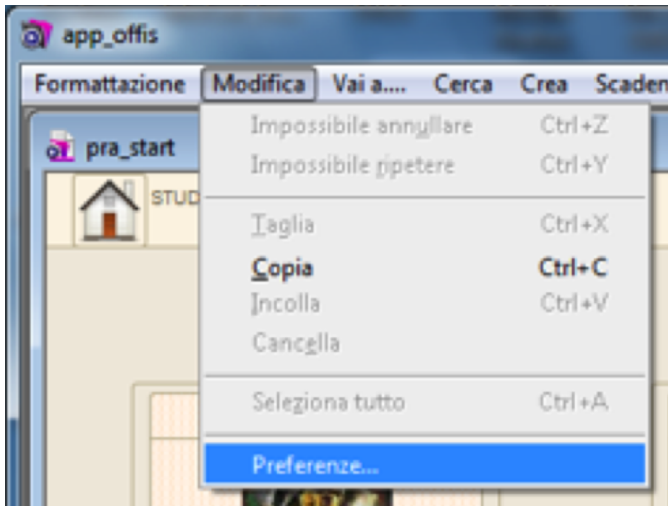 app_offis
Formattazione Modifica Vai a.... Cerca Crea Scaden
pra_start
STUD
Impossibile annullare Ctrl+Z
Impossibile ripetere Ctrl+Y
Taglia Ctrl+X
Copia Ctrl+C
Incolla Ctrl+V
Cancella
Seleziona tutto Ctrl+A
Preferenze...